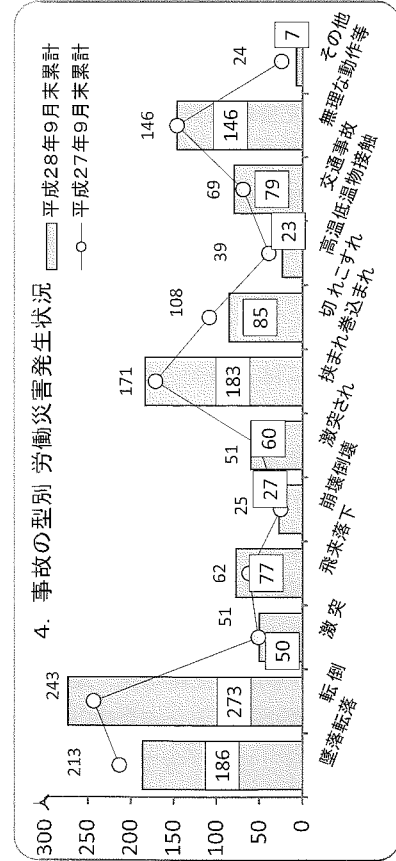 4. 事故の型別 労働災害発生状況
平成28年9月末累計
平成27年9月末累計
人
300
250
200
150
100
50
0
213
243
51
62
25
51
171
108
39
69
146
24
186
273
50
77
27
60
183
85
23
79
146
7
墜落転落
転倒
激突
飛来落下
崩壊倒壊
激突され
挟まれ巻込まれ
切れこすれ
高温低温物接触
交通事故
無理な動作等
その他